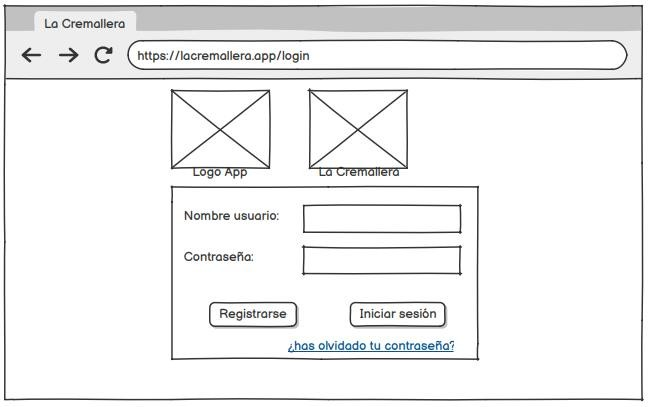 La Cremallera
https://lacremallera.app/login
Logo App
La Cremallera
Nombre usuario:
Contraseña:
Registrarse
Iniciar sesión
¿has olvidado tu contraseña?